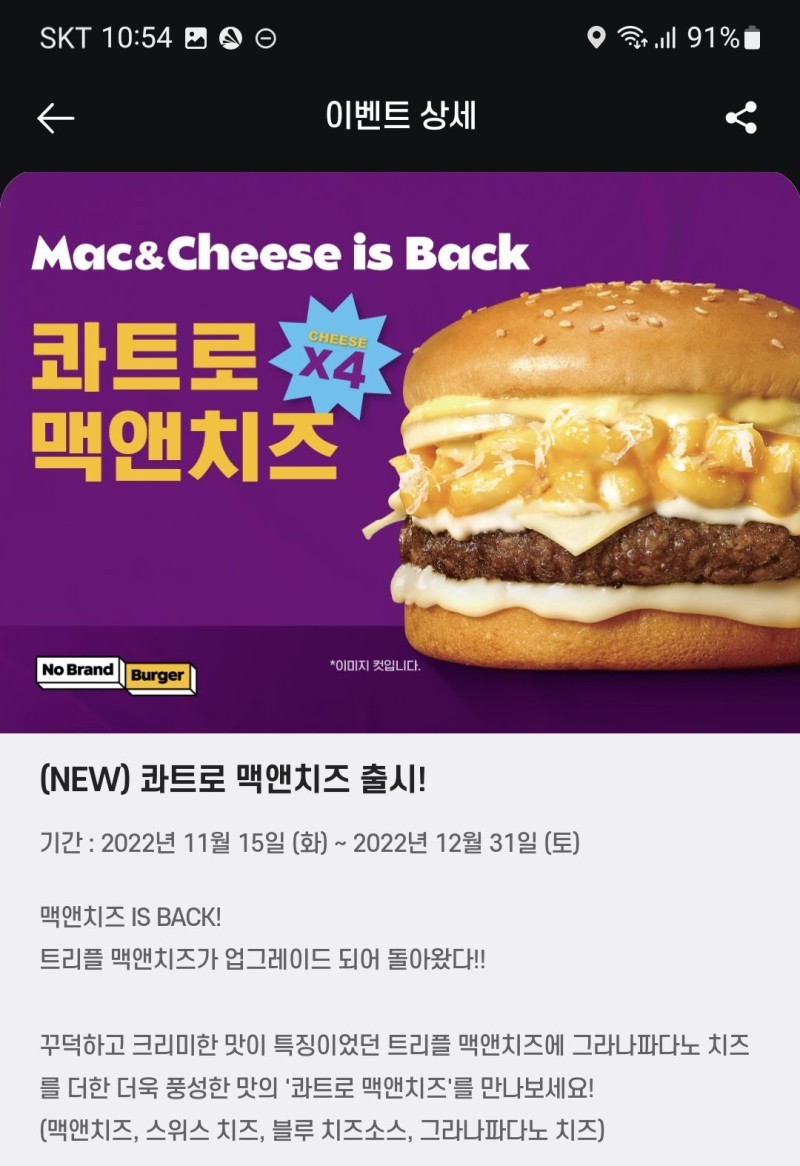 SKT 10:54 91%
이벤트 상세
Mac&Cheese is Back
콰트로
CHEESE
X4
맥앤치즈
No Brand
Burger
*이미지 컷입니다.
(NEW) 콰트로 맥앤치즈 출시!
기간 : 2022년 11월 15일 (화) ~ 2022년 12월 31일 (토)
맥앤치즈 IS BACK!
트리플 맥앤치즈가 업그레이드 되어 돌아왔다!!
꾸덕하고 크리미한 맛이 특징이었던 트리플 맥앤치즈에 그라나파다노 치즈
를 더한 더욱 풍성한 맛의 '콰트로 맥앤치즈'를 만나보세요!
(맥앤치즈, 스위스 치즈, 블루 치즈소스, 그라나파다노 치즈)